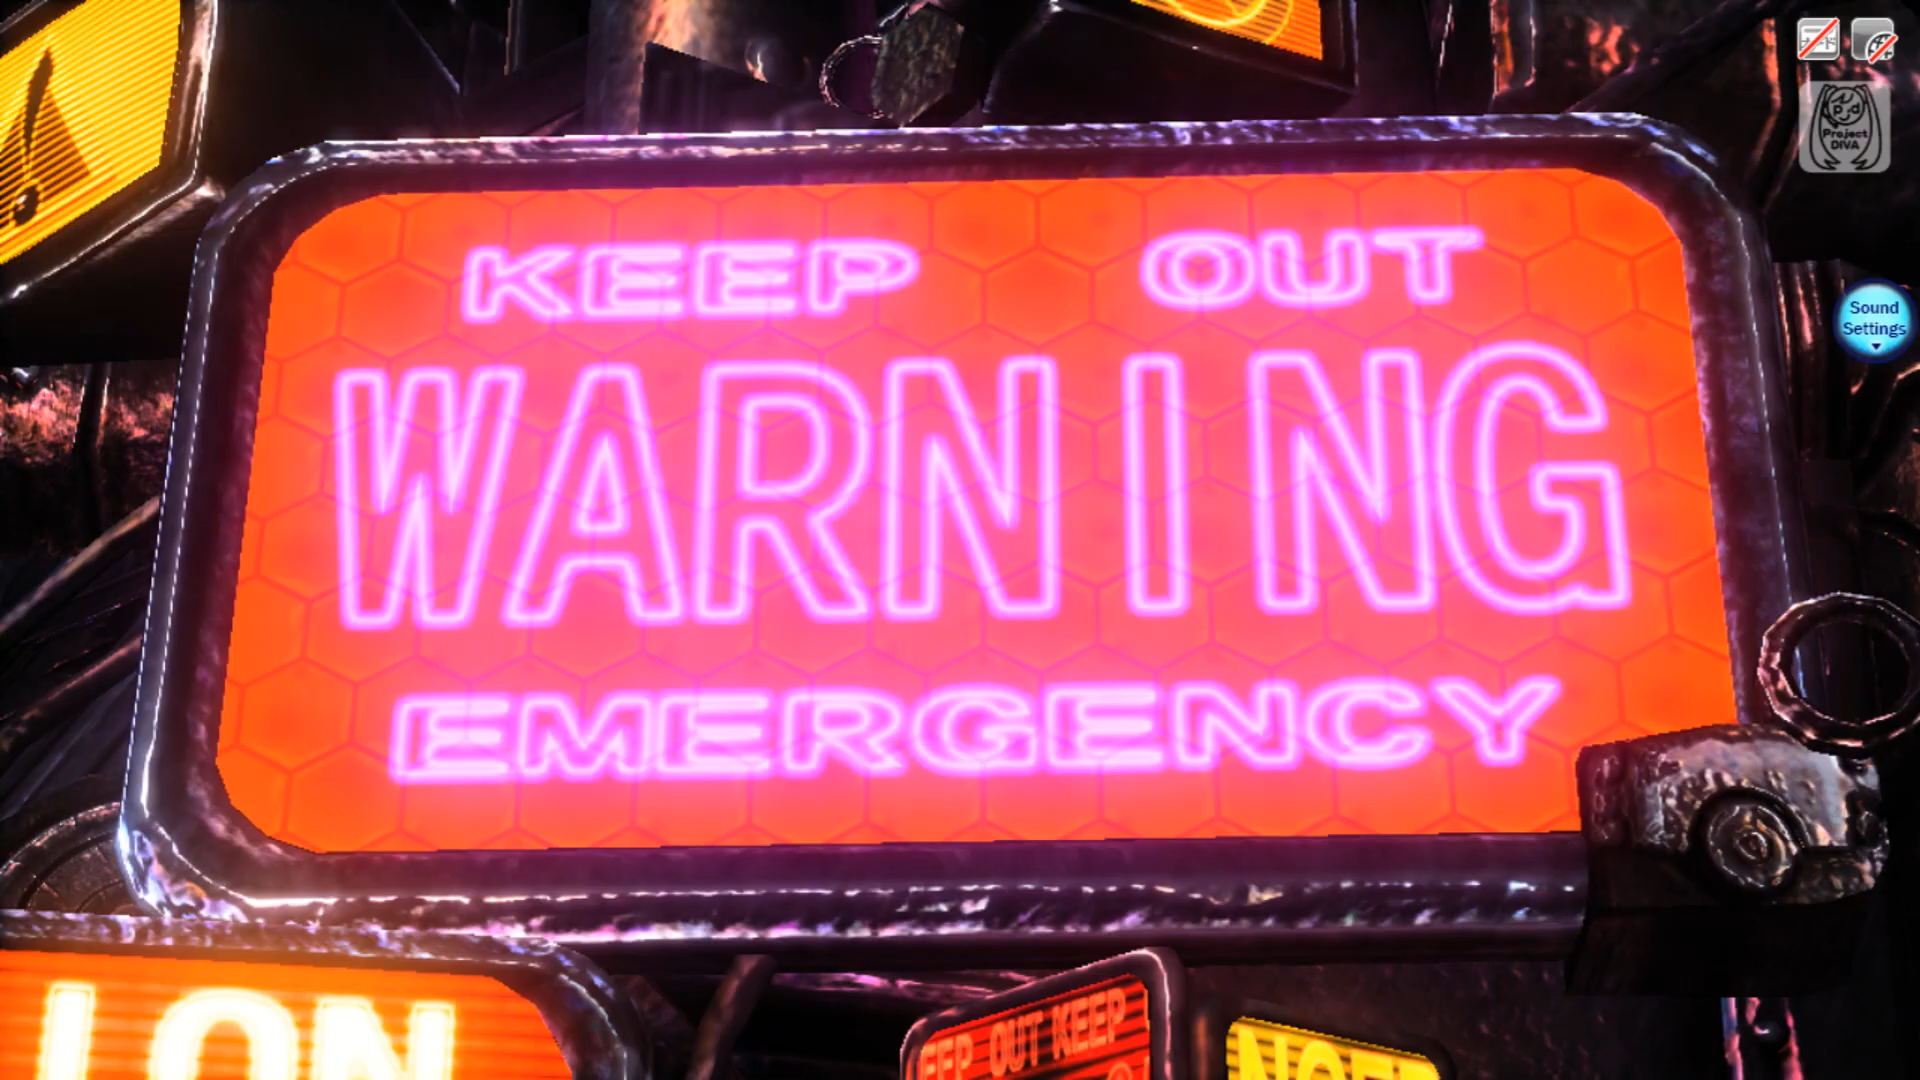 KEEP OUT
WARNING
EMERGENCY
Project
DIVA
Sound
Settings
OUT KEEP